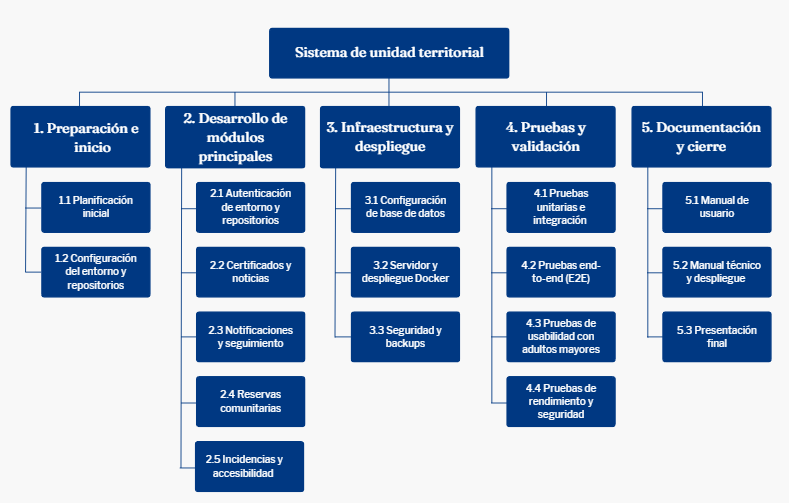 Sistema de unidad territorial
1. Preparación e
inicio
2. Desarrollo de
módulos
principales
3. Infraestructura y
despliegue
4. Pruebas y
validación
5. Documentación
y cierre
1.1 Planificación
inicial
1.2 Configuración
del entorno y
repositorios
2.1 Autenticación
de entorno y
repositorios
2.2 Certificados y
noticias
2.3 Notificaciones
y seguimiento
2.4 Reservas
comunitarias
2.5 Incidencias y
accesibilidad
3.1 Configuración
de base de datos
3.2 Servidor y
despliegue Docker
3.3 Seguridad y
backups
4.1 Pruebas
unitarias e
integración
4.2 Pruebas end-
to-end (E2E)
4.3 Pruebas de
usabilidad con
adultos mayores
4.4 Pruebas de
rendimiento y
seguridad
5.1 Manual de
usuario
5.2 Manual técnico
y despliegue
5.3 Presentación
final